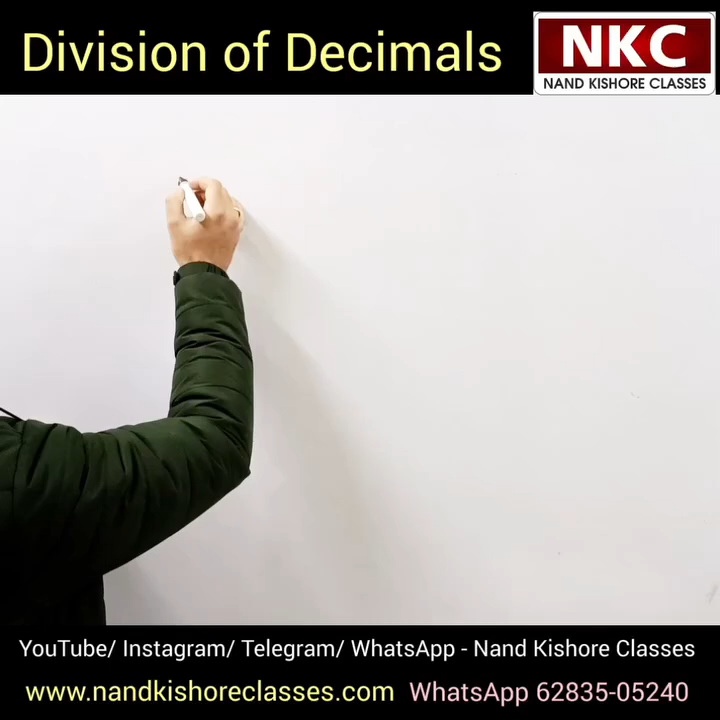 Division of Decimals
NKC
NAND KISHORE CLASSES
YouTube/ Instagram/ Telegram/ WhatsApp - Nand Kishore Classes
www.nandkishoreclasses.com WhatsApp 62835-05240